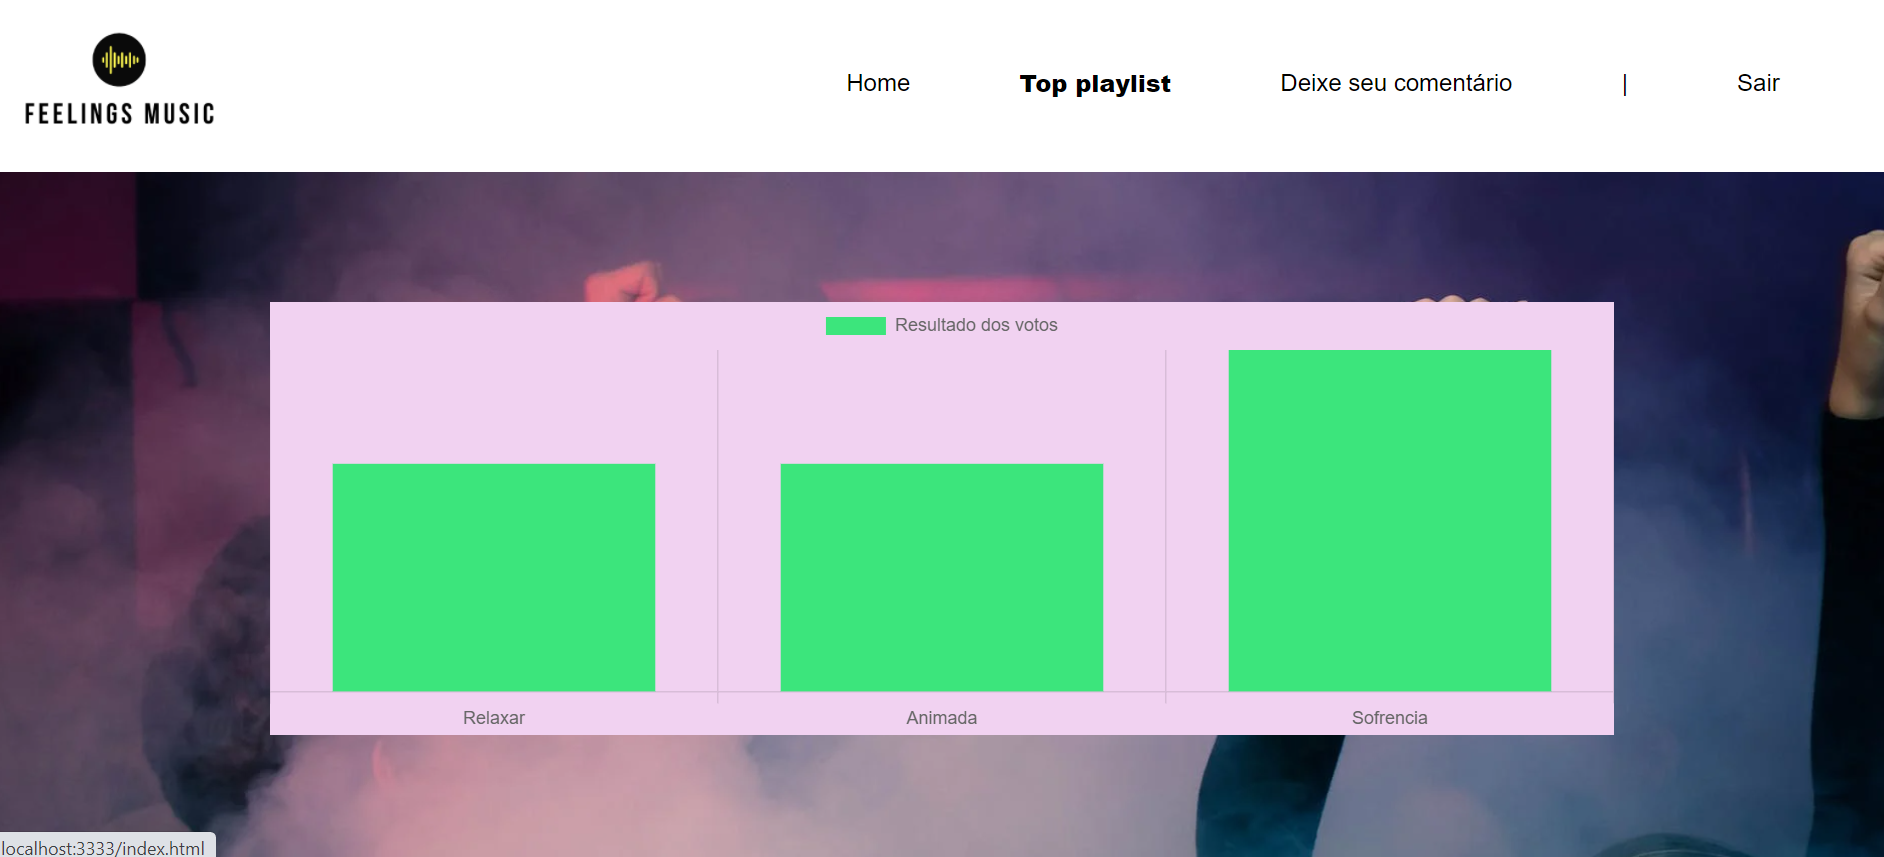 FEELINGS MUSIC
Home
Top playlist
Deixe seu comentário
|
Sair
Resultado dos votos
Relaxar
Animada
Sofrencia
localhost:3333/index.html